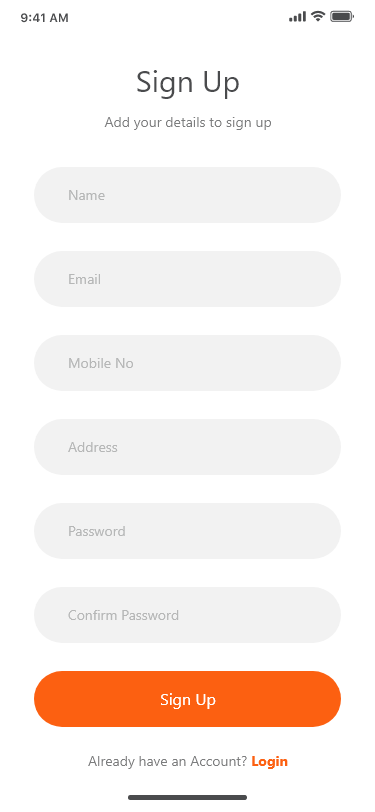 9:41 AM
Sign Up
Add your details to sign up
Name
Email
Mobile No
Address
Password
Confirm Password
Sign Up
Already have an Account? Login